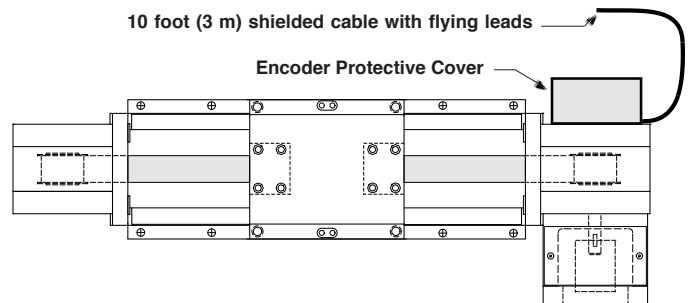 10 foot (3 m) shielded cable with flying leads
Encoder Protective Cover